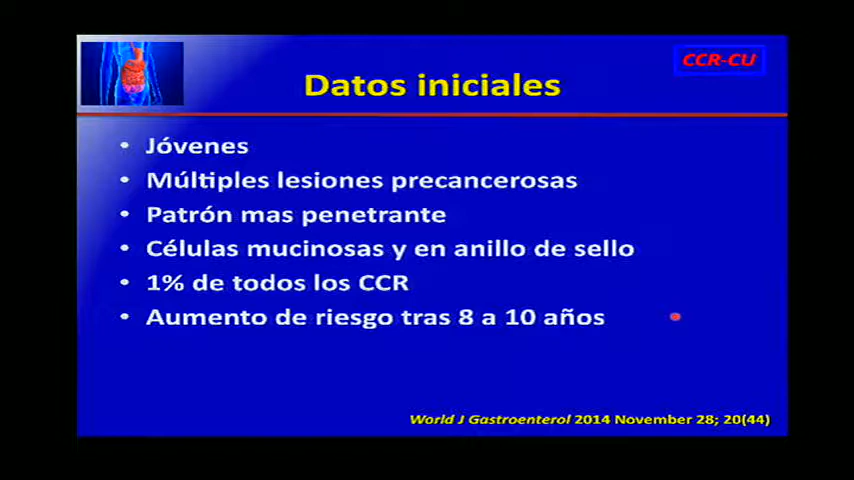 CCR-CU
Datos iniciales
• Jóvenes
• Múltiples lesiones precancerosas
• Patrón mas penetrante
• Células mucinosas y en anillo de sello
• 1% de todos los CCR
• Aumento de riesgo tras 8 a 10 años
World J Gastroenterol 2014 November 28; 20(44)